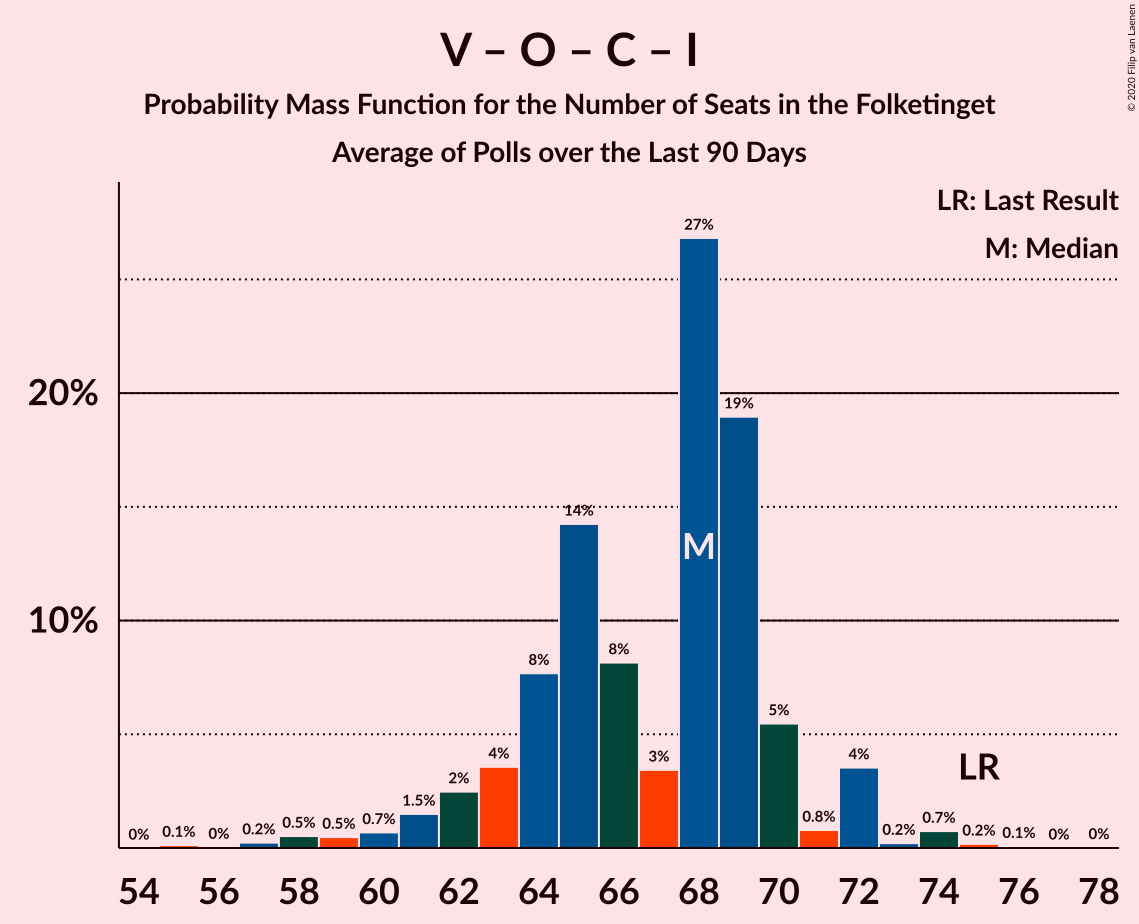 V – O – C – I
Probability Mass Function for the Number of Seats in the Folketinget
Average of Polls over the Last 90 Days
© 2020 Filip van Laenen
LR: Last Result
M: Median
20%
10%
0% 0.1% 0% 0.2% 0.5% 0.5% 0.7% 1.5% 2% 4% 8% 14% 8% 3% 27% 19% 5% 0.8% 4% 0.2% 0.7% 0.2% 0.1% 0% 0%
M
LR
54 56 58 60 62 64 66 68 70 72 74 76 78